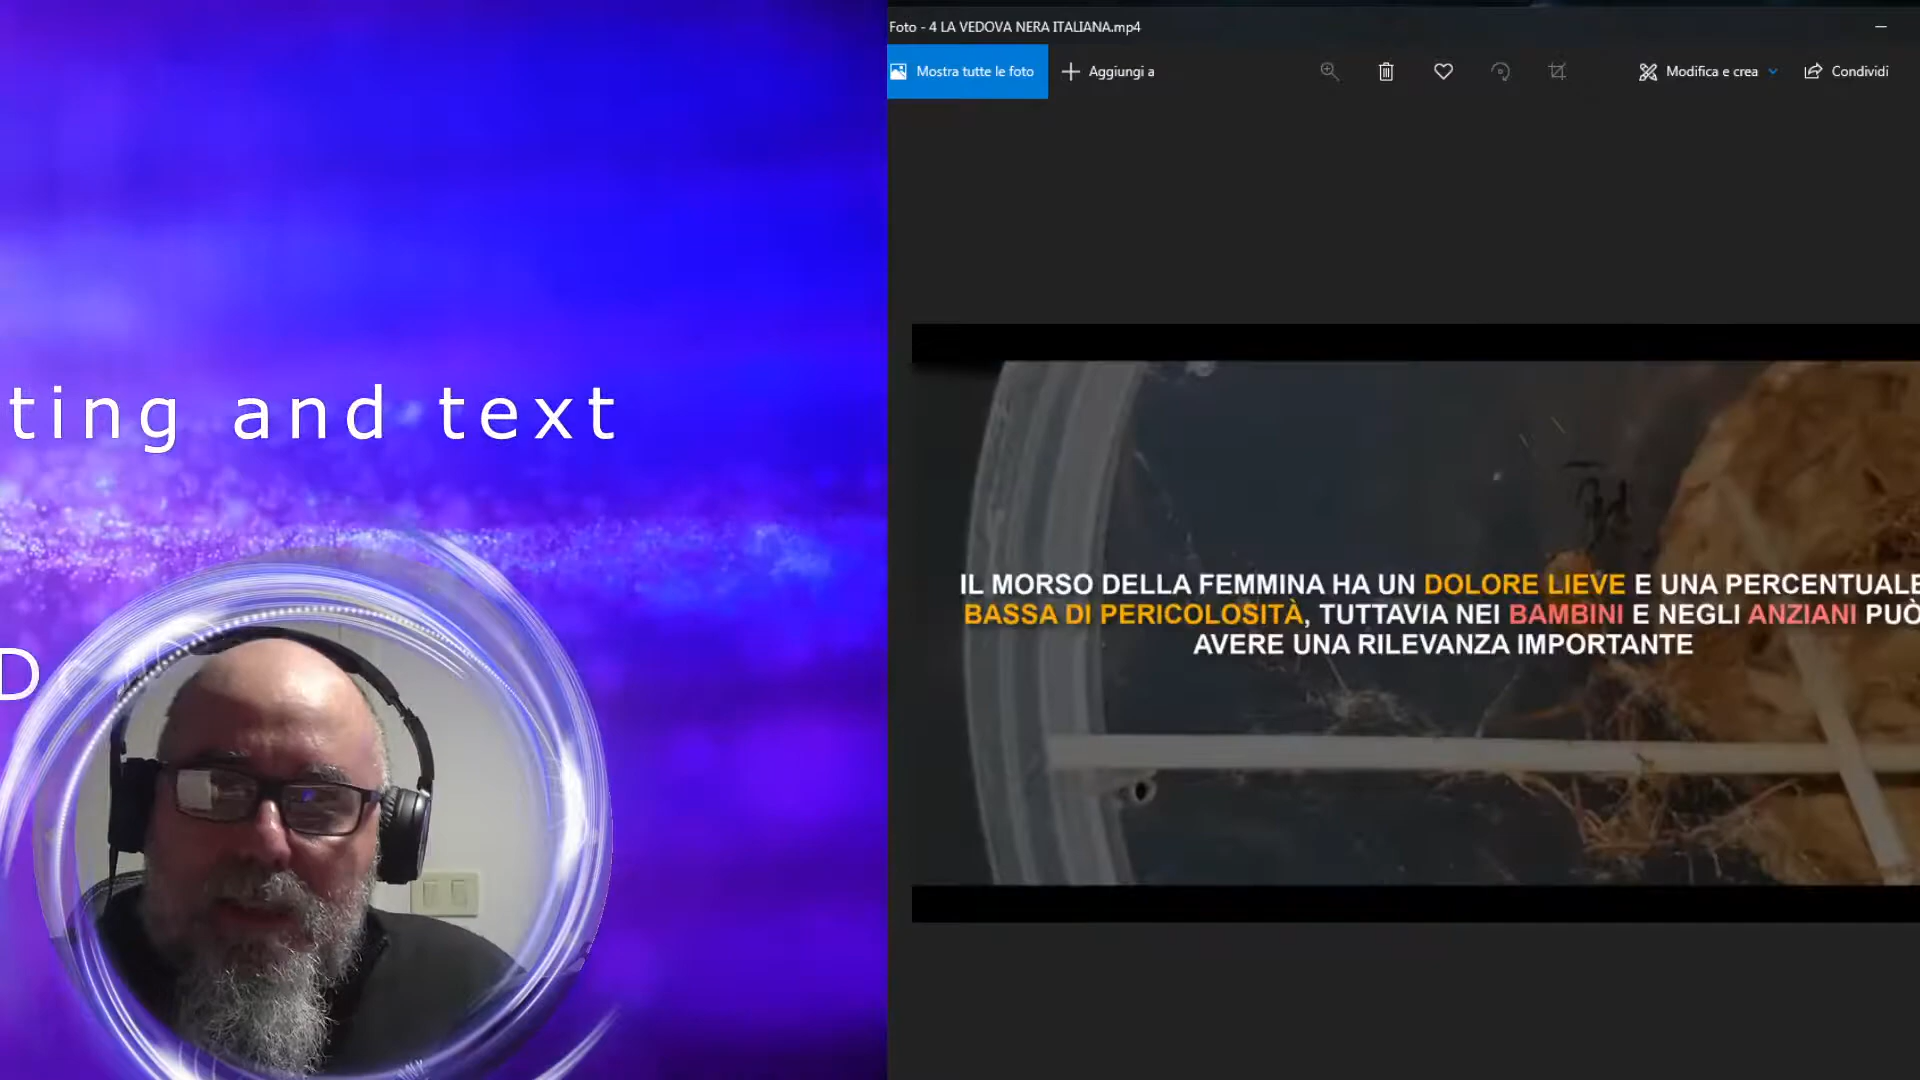 Foto - 4 LA VEDOVA NERA ITALIANA.mp4
Mostra tutte le foto
Aggiungi a
Modifica e crea
Condividi
ting and text
D
IL MORSO DELLA FEMMINA HA UN DOLORE LIEVE E UNA PERCENTUALE
BASSA DI PERICOLOSITÀ, TUTTAVIA NEI BAMBINI E NEGLI ANZIANI PUÒ
AVERE UNA RILEVANZA IMPORTANTE